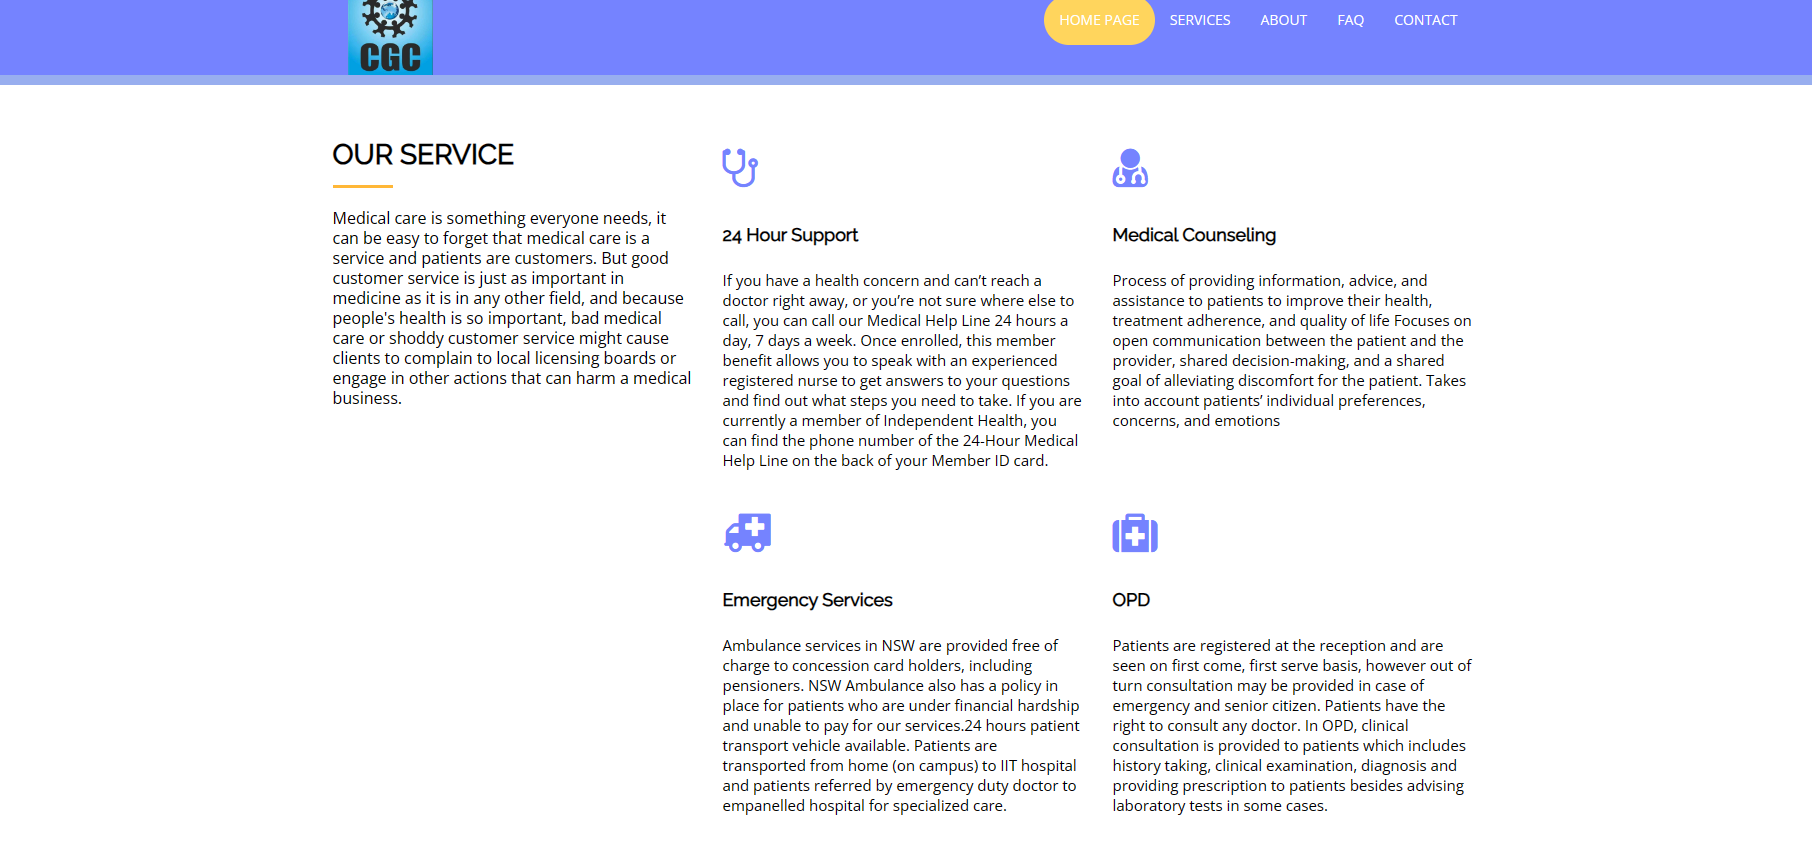 CGC
HOME PAGE
SERVICES
ABOUT
FAQ
CONTACT
OUR SERVICE
Medical care is something everyone needs, it
can be easy to forget that medical care is a
service and patients are customers. But good
customer service is just as important in
medicine as it is in any other field, and because
people's health is so important, bad medical
care or shoddy customer service might cause
clients to complain to local licensing boards or
engage in other actions that can harm a medical
business.
24 Hour Support
If you have a health concern and can’t reach a
doctor right away, or you’re not sure where else to
call, you can call our Medical Help Line 24 hours a
day, 7 days a week. Once enrolled, this member
benefit allows you to speak with an experienced
registered nurse to get answers to your questions
and find out what steps you need to take. If you are
currently a member of Independent Health, you
can find the phone number of the 24-Hour Medical
Help Line on the back of your Member ID card.
Medical Counseling
Process of providing information, advice, and
assistance to patients to improve their health,
treatment adherence, and quality of life Focuses on
open communication between the patient and the
provider, shared decision-making, and a shared
goal of alleviating discomfort for the patient. Takes
into account patients’ individual preferences,
concerns, and emotions
Emergency Services
Ambulance services in NSW are provided free of
charge to concession card holders, including
pensioners. NSW Ambulance also has a policy in
place for patients who are under financial hardship
and unable to pay for our services.24 hours patient
transport vehicle available. Patients are
transported from home (on campus) to IIT hospital
and patients referred by emergency duty doctor to
empanelled hospital for specialized care.
OPD
Patients are registered at the reception and are
seen on first come, first serve basis, however out of
turn consultation may be provided in case of
emergency and senior citizen. Patients have the
right to consult any doctor. In OPD, clinical
consultation is provided to patients which includes
history taking, clinical examination, diagnosis and
providing prescription to patients besides advising
laboratory tests in some cases.